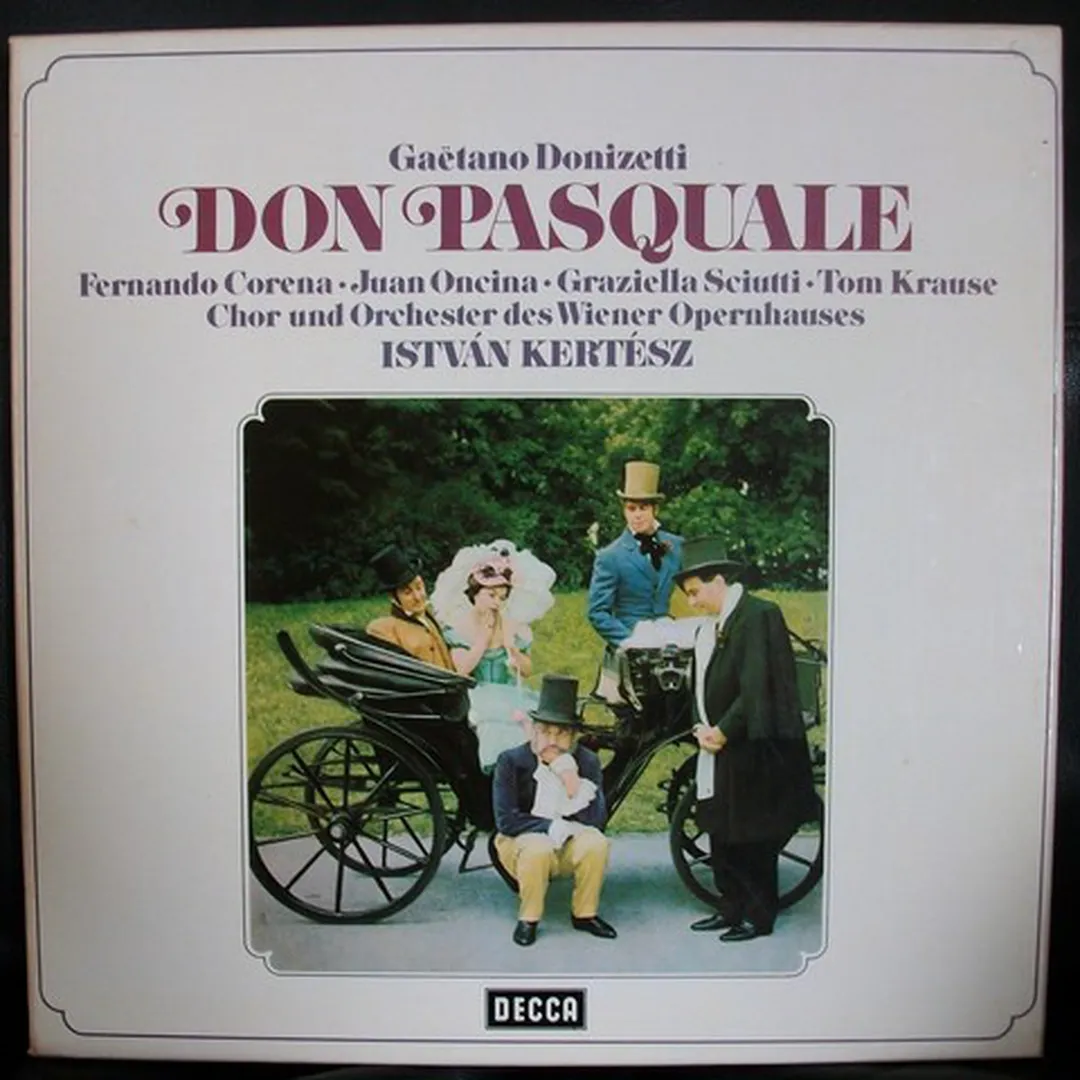 Gaëtano Donizetti
DON PASQUALE
Fernando Corena · Juan Oncina · Graziella Sciutti · Tom Krause
Chor und Orchester des Wiener Opernhauses
ISTVÁN KERTÉSZ
DECCA